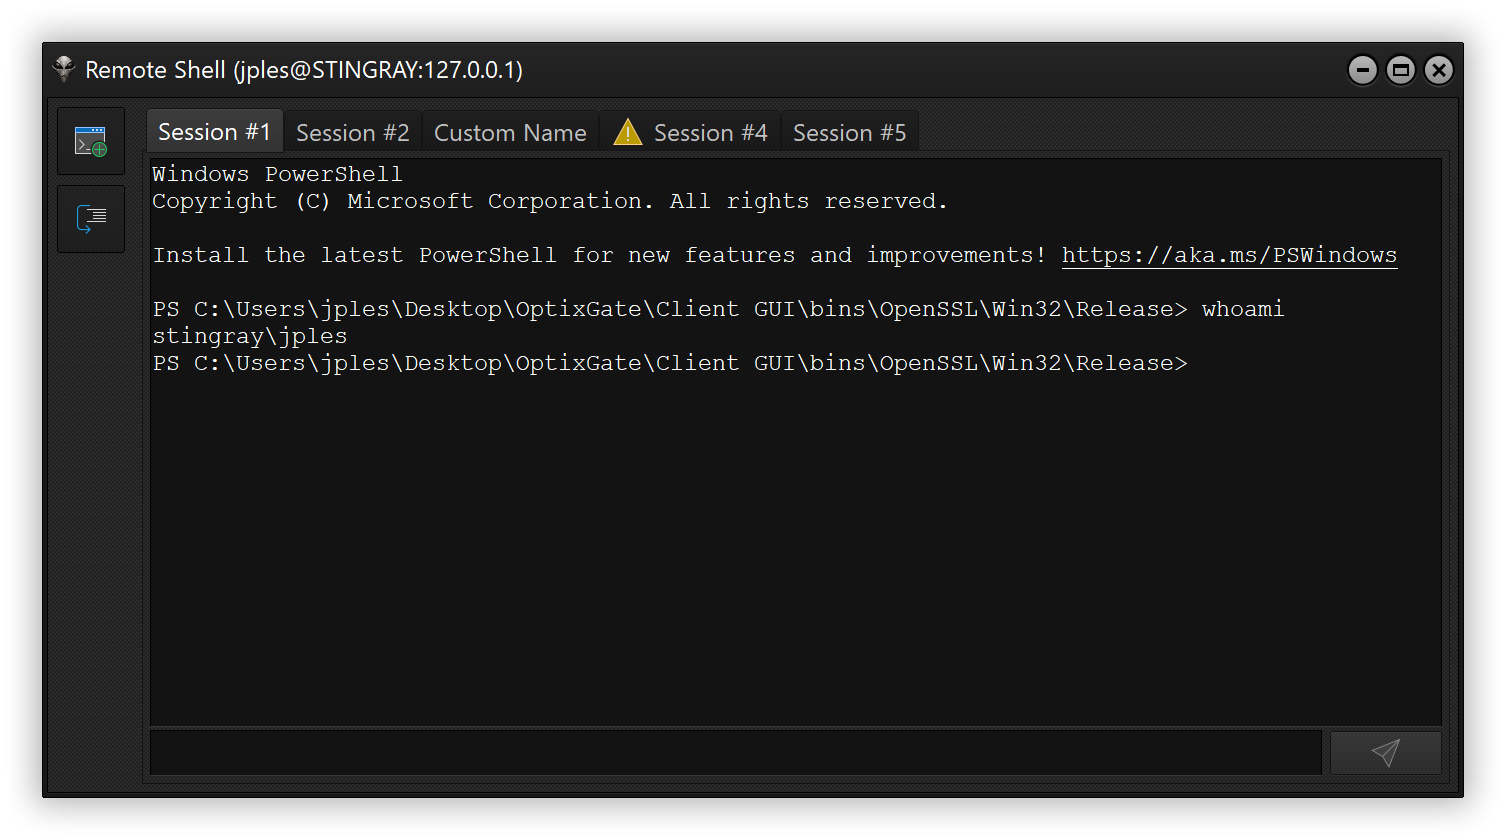 Remote Shell (jples@STINGRAY:127.0.0.1)
Session #1 Session #2 Custom Name Session #4 Session #5
Windows PowerShell
Copyright (C) Microsoft Corporation. All rights reserved.
Install the latest PowerShell for new features and improvements! https://aka.ms/PSWindows
PS C:\Users\jples\Desktop\OptixGate\Client GUI\bins\OpenSSL\Win32\Release> whoami
stingray\jples
PS C:\Users\jples\Desktop\OptixGate\Client GUI\bins\OpenSSL\Win32\Release>